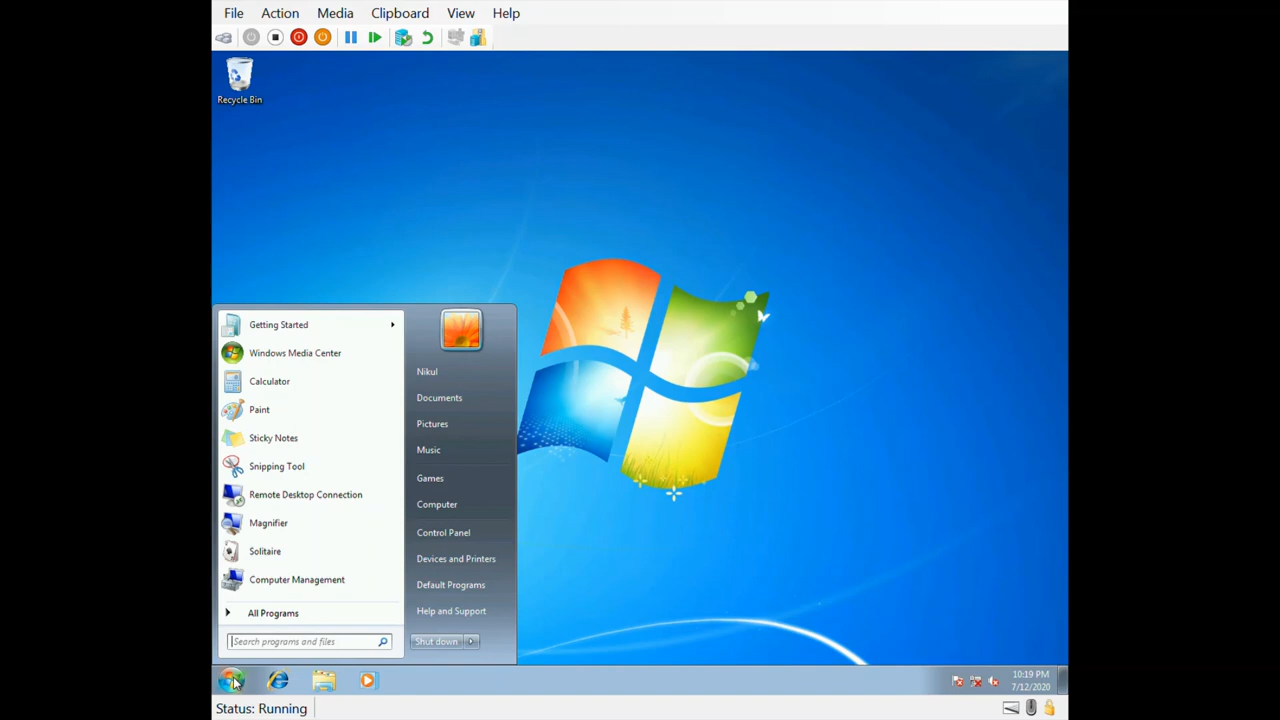 File Action Media Clipboard View Help
Recycle Bin
Getting Started
Windows Media Center
Calculator
Paint
Sticky Notes
Snipping Tool
Remote Desktop Connection
Magnifier
Solitaire
Computer Management
All Programs
Search programs and files
Nikul
Documents
Pictures
Music
Games
Computer
Control Panel
Devices and Printers
Default Programs
Help and Support
Shut down
10:19 PM
7/12/2020
Status: Running